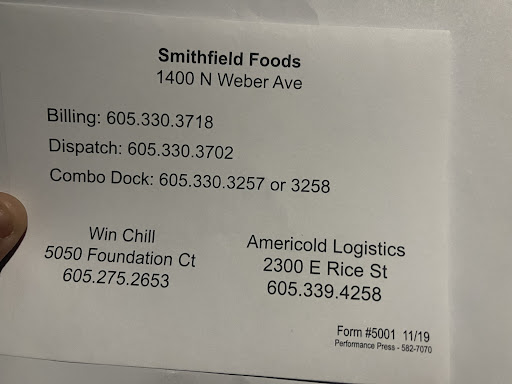 Smithfield Foods
1400 N Weber Ave
Billing: 605.330.3718
Dispatch: 605.330.3702
Combo Dock: 605.330.3257 or 3258
Win Chill
5050 Foundation Ct
605.275.2653
Americold Logistics
2300 E Rice St
605.339.4258
Form #5001 11/19
Performance Press - 582-7070